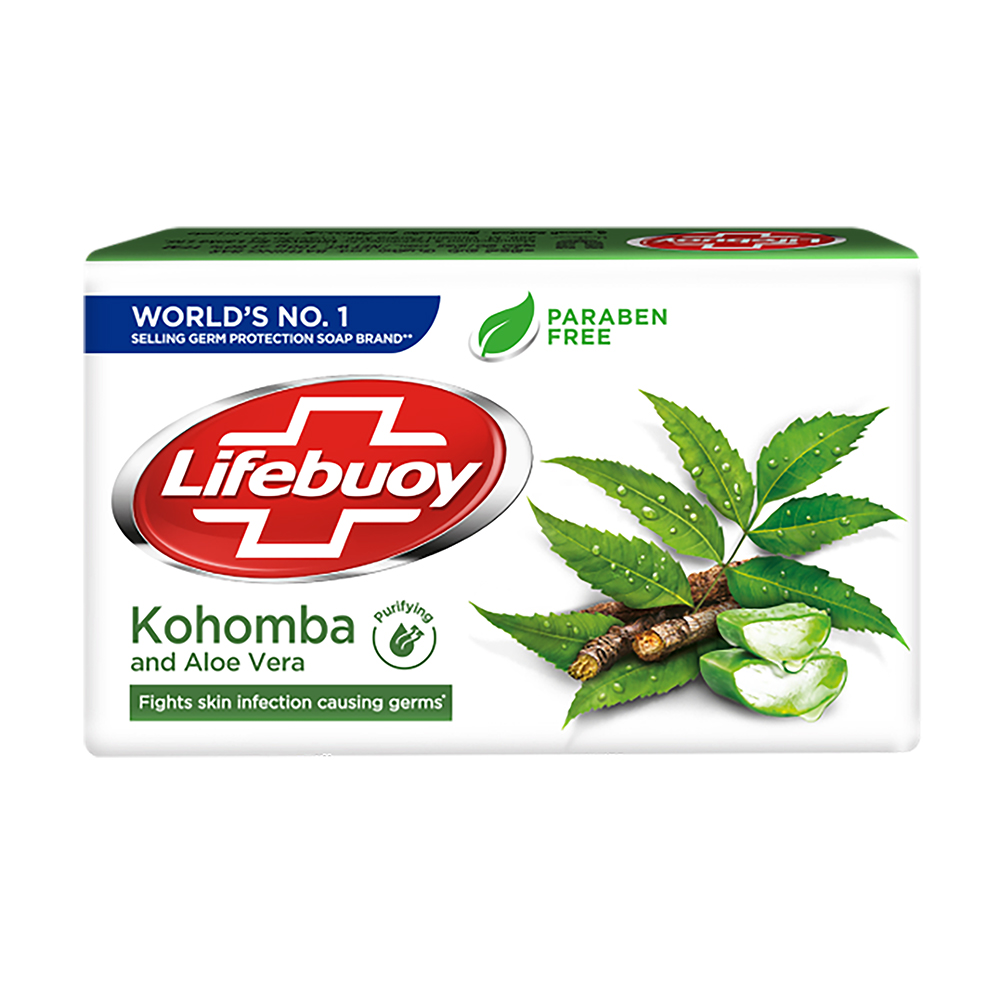 WORLD'S NO. 1
SELLING GERM PROTECTION SOAP BRAND**
PARABEN
FREE
Lifebuoy
Kohomba
and Aloe Vera
Purifying
Fights skin infection causing germs*
Lifebuoy